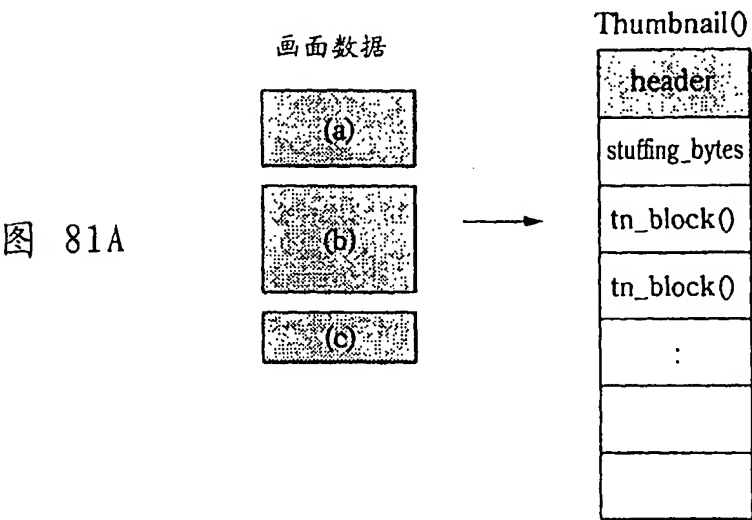 图 81A
画面数据
(a)
(b)
(c)
Thumbnail()
header
stuffing_bytes
tn_block()
tn_block()
: